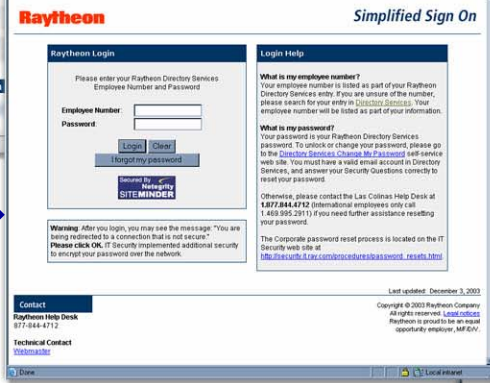 Raytheon
Simplified Sign On
Raytheon Login
Please enter your Raytheon Directory Services
Employee Number and Password
Employee Number:
Password:
Login Clear
I forgot my password
Secured By
Netegrity
SITEMINDER
Warning: After you login, you may see the message: "You are
being redirected to a connection that is not secure."
Please click OK. IT Security implemented additional security
to encrypt your password over the network.
Login Help
What is my employee number?
Your employee number is listed as part of your Raytheon
Directory Services entry. If you are unsure of the number,
please search for your entry in Directory Services. Your
employee number will be listed as part of your information.
What is my password?
Your password is your Raytheon Directory Services
password. To unlock or change your password, please go
to the Directory Services Change My Password self-service
web site. You must have a valid email account in Directory
Services, and answer your Security Questions correctly to
reset your password.
Otherwise, please contact the Las Colinas Help Desk at
1.877.844.4712 (International employees only call
1.469.995.2911) if you need further assistance resetting
your password.
The Corporate password reset process is located on the IT
Security web site at
http://security.it.ray.com/procedures/password_resets.html
Last updated: December 3, 2003
Contact
Raytheon Help Desk
877-844-4712
Technical Contact
Webmaster
Copyright © 2003 Raytheon Company
All rights reserved. Legal notices
Raytheon is proud to be an equal
opportunity employer, M/F/D/V.
Done
Local intranet